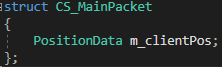 struct CS_MainPacket
{
    PositionData m_clientPos;
};